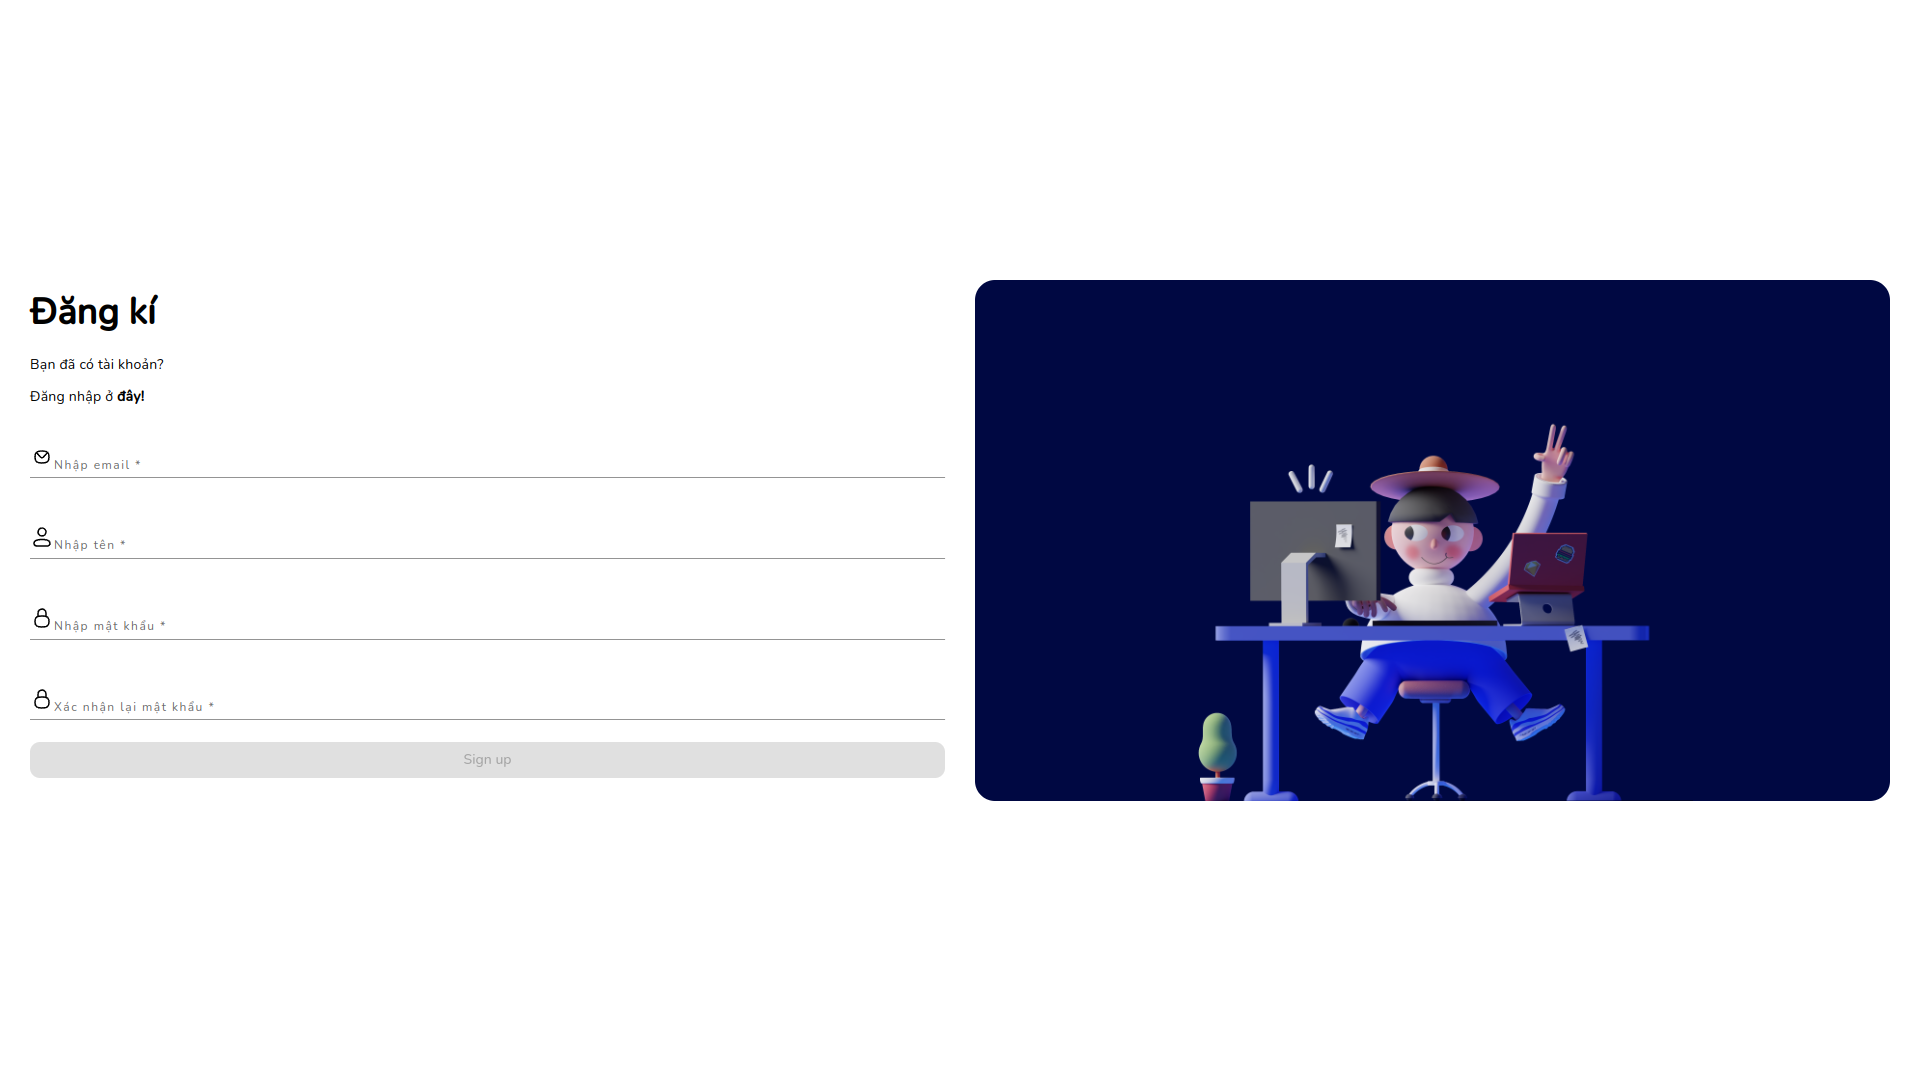 Đăng kí
Bạn đã có tài khoản?
Đăng nhập ở đây!
Nhập email *
Nhập tên *
Nhập mật khẩu *
Xác nhận lại mật khẩu *
Sign up